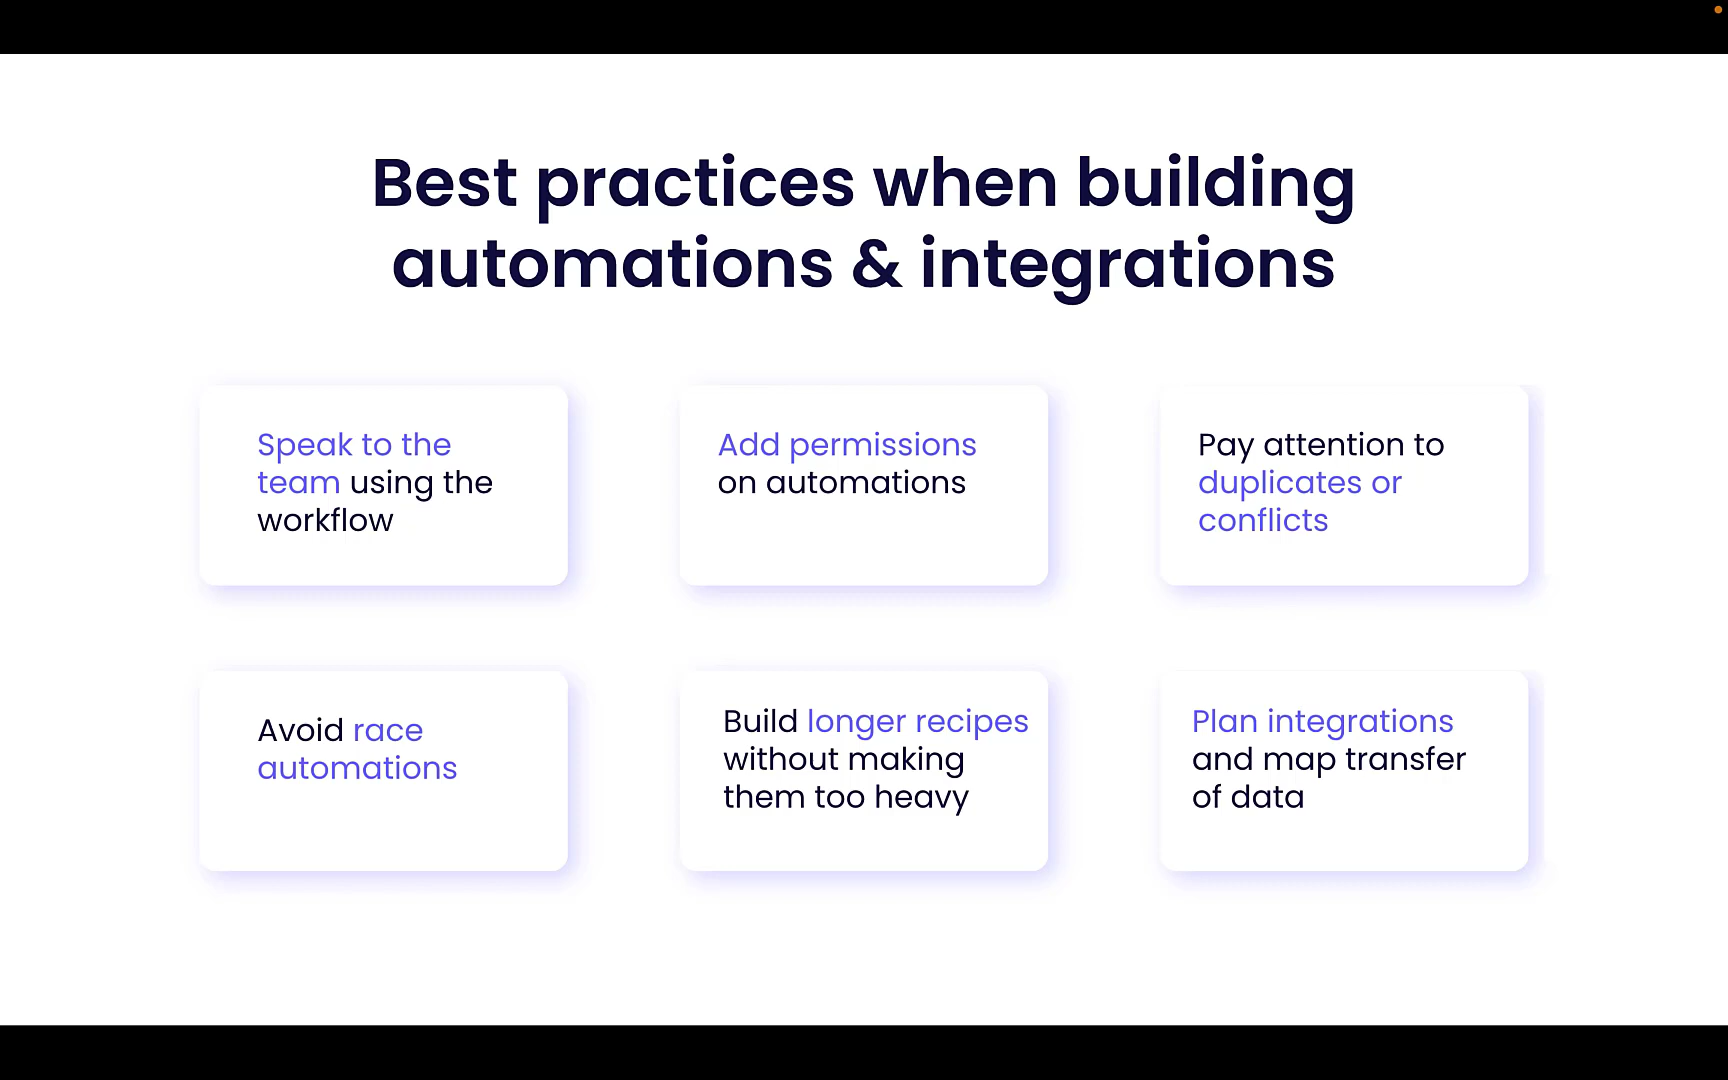 Best practices when building
automations & integrations
Speak to the
team using the
workflow
Add permissions
on automations
Pay attention to
duplicates or
conflicts
Avoid race
automations
Build longer recipes
without making
them too heavy
Plan integrations
and map transfer
of data